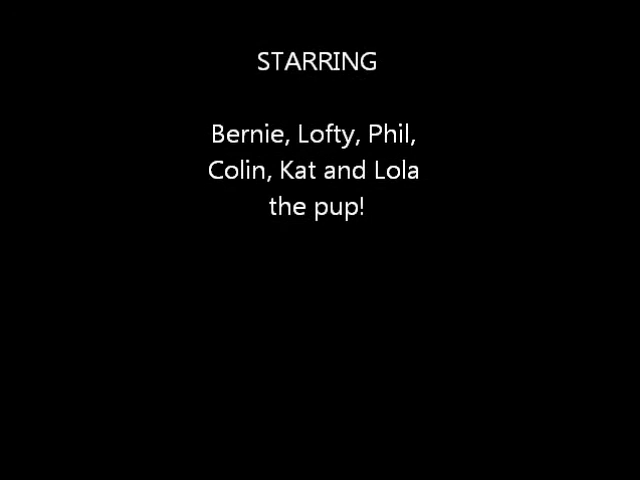 STARRING
Bernie, Lofty, Phil,
Colin, Kat and Lola
the pup!